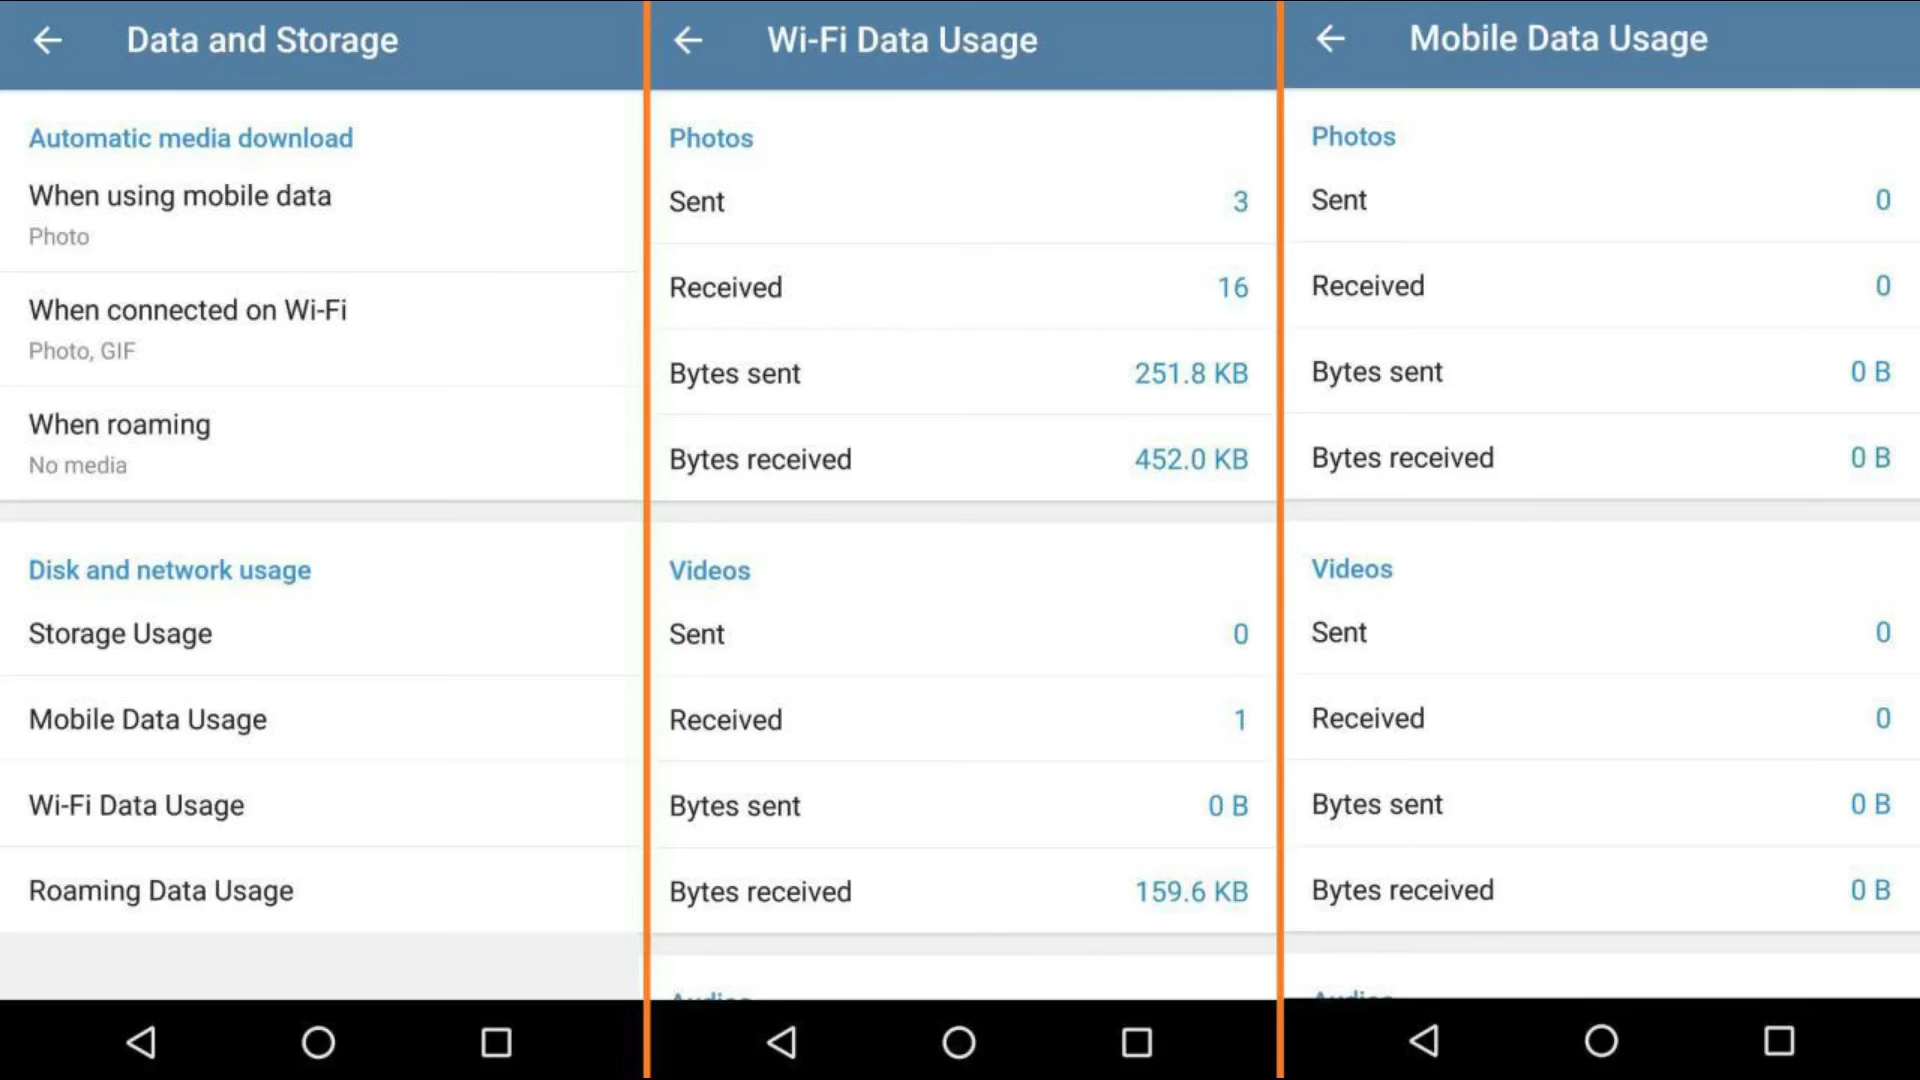 Data and Storage
Automatic media download
When using mobile data
Photo
When connected on Wi-Fi
Photo, GIF
When roaming
No media
Disk and network usage
Storage Usage
Mobile Data Usage
Wi-Fi Data Usage
Roaming Data Usage
Wi-Fi Data Usage
Photos
Sent 3
Received 16
Bytes sent 251.8 KB
Bytes received 452.0 KB
Videos
Sent 0
Received 1
Bytes sent 0 B
Bytes received 159.6 KB
Mobile Data Usage
Photos
Sent 0
Received 0
Bytes sent 0 B
Bytes received 0 B
Videos
Sent 0
Received 0
Bytes sent 0 B
Bytes received 0 B